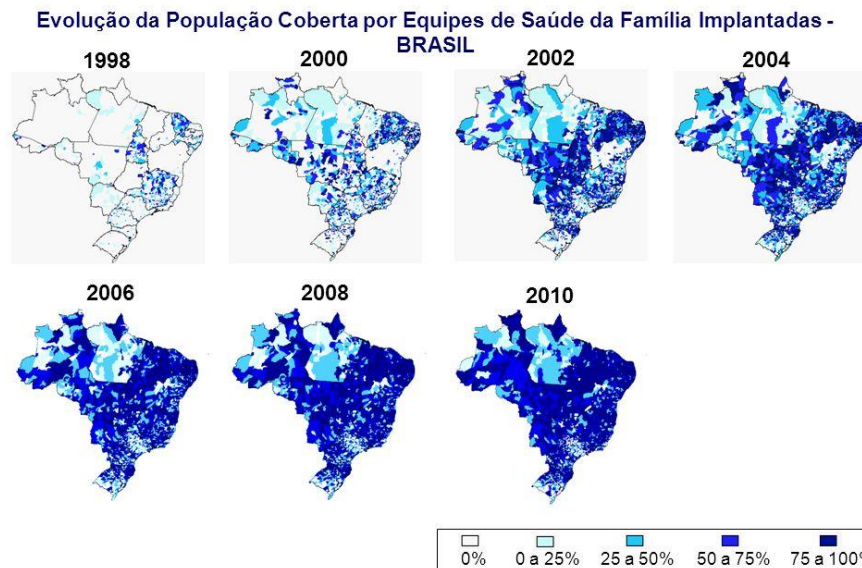 Evolução da População Coberta por Equipes de Saúde da Família Implantadas -
BRASIL
1998 2000 2002 2004
2006 2008 2010
0% 0 a 25% 25 a 50% 50 a 75% 75 a 100%